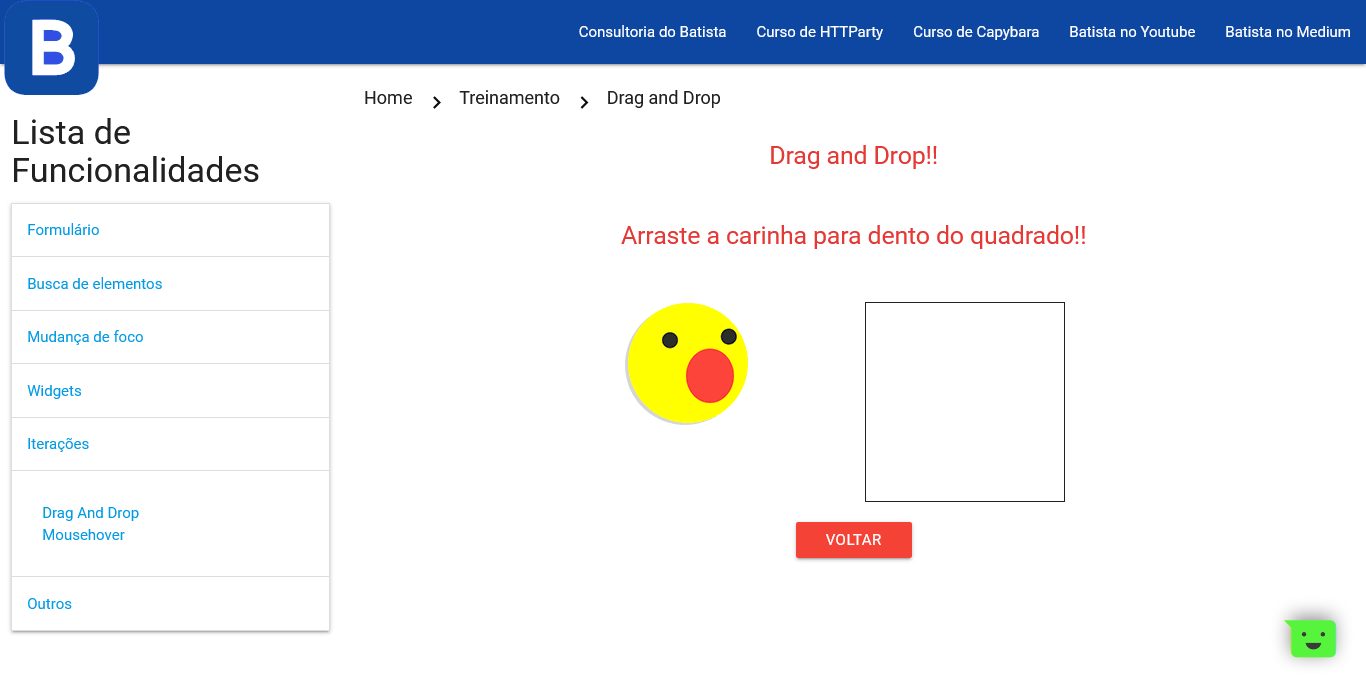 B
Consultoria do Batista Curso de HTTParty Curso de Capybara Batista no Youtube Batista no Medium
Home Treinamento Drag and Drop
Lista de
Funcionalidades
Formulário
Busca de elementos
Mudança de foco
Widgets
Iterações
Drag And Drop
Mousehover
Outros
Drag and Drop!!
Arraste a carinha para dento do quadrado!!
VOLTAR